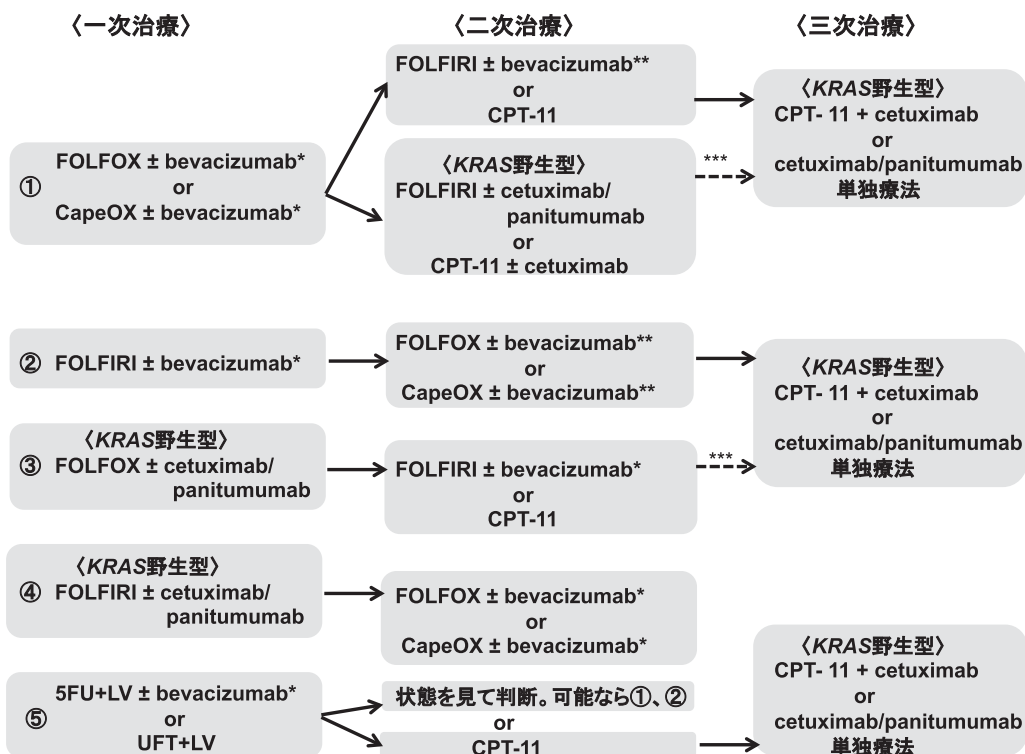 〈一次治療〉
〈二次治療〉
〈三次治療〉
① FOLFOX ± bevacizumab*
or
CapeOX ± bevacizumab*
FOLFIRI ± bevacizumab**
or
CPT-11
〈KRAS野生型〉
FOLFIRI ± cetuximab/
panitumumab
or
CPT-11 ± cetuximab
***
〈KRAS野生型〉
CPT- 11 + cetuximab
or
cetuximab/panitumumab
単独療法
② FOLFIRI ± bevacizumab*
FOLFOX ± bevacizumab**
or
CapeOX ± bevacizumab**
〈KRAS野生型〉
③ FOLFOX ± cetuximab/
panitumumab
FOLFIRI ± bevacizumab*
or
CPT-11
***
〈KRAS野生型〉
CPT- 11 + cetuximab
or
cetuximab/panitumumab
単独療法
〈KRAS野生型〉
④ FOLFIRI ± cetuximab/
panitumumab
FOLFOX ± bevacizumab*
or
CapeOX ± bevacizumab*
⑤ 5FU+LV ± bevacizumab*
or
UFT+LV
状態を見て判断。可能なら①、②
or
CPT-11
〈KRAS野生型〉
CPT- 11 + cetuximab
or
cetuximab/panitumumab
単独療法